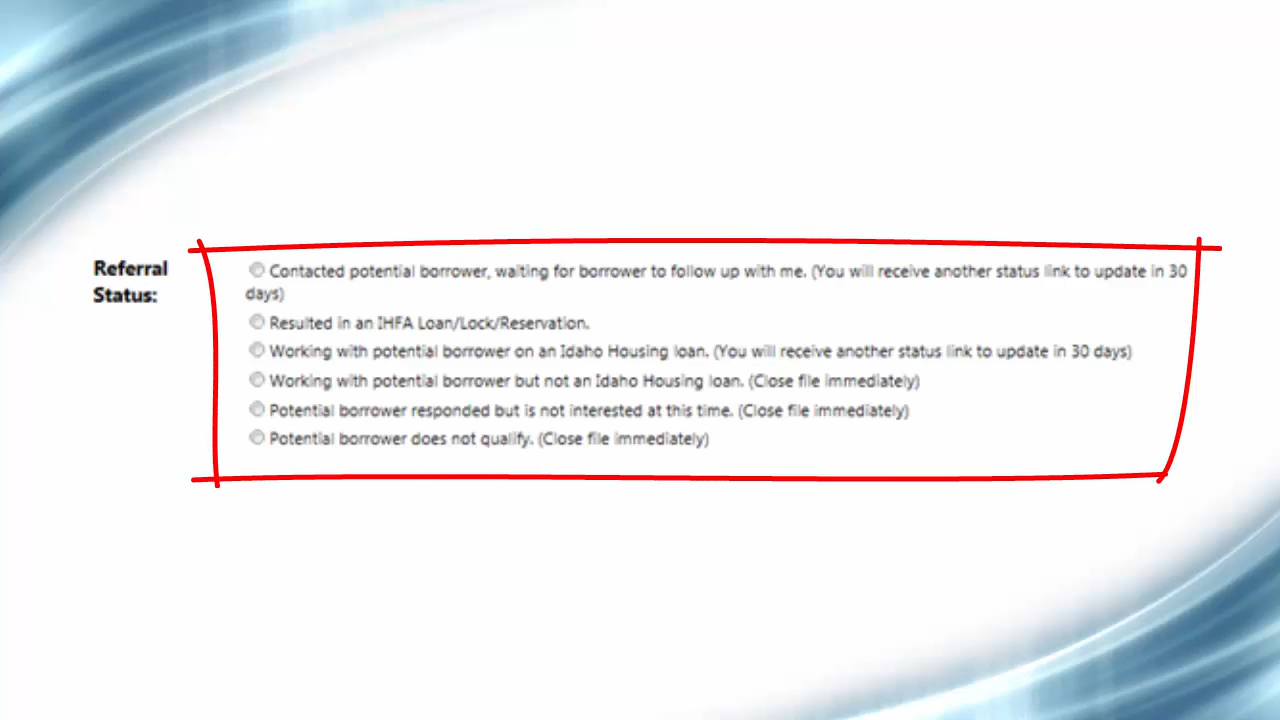 Referral
Status:
Contacted potential borrower, waiting for borrower to follow up with me. (You will receive another status link to update in 30
days)
Resulted in an IHFA Loan/Lock/Reservation.
Working with potential borrower on an Idaho Housing loan. (You will receive another status link to update in 30 days)
Working with potential borrower but not an Idaho Housing loan. (Close file immediately)
Potential borrower responded but is not interested at this time. (Close file immediately)
Potential borrower does not qualify. (Close file immediately)